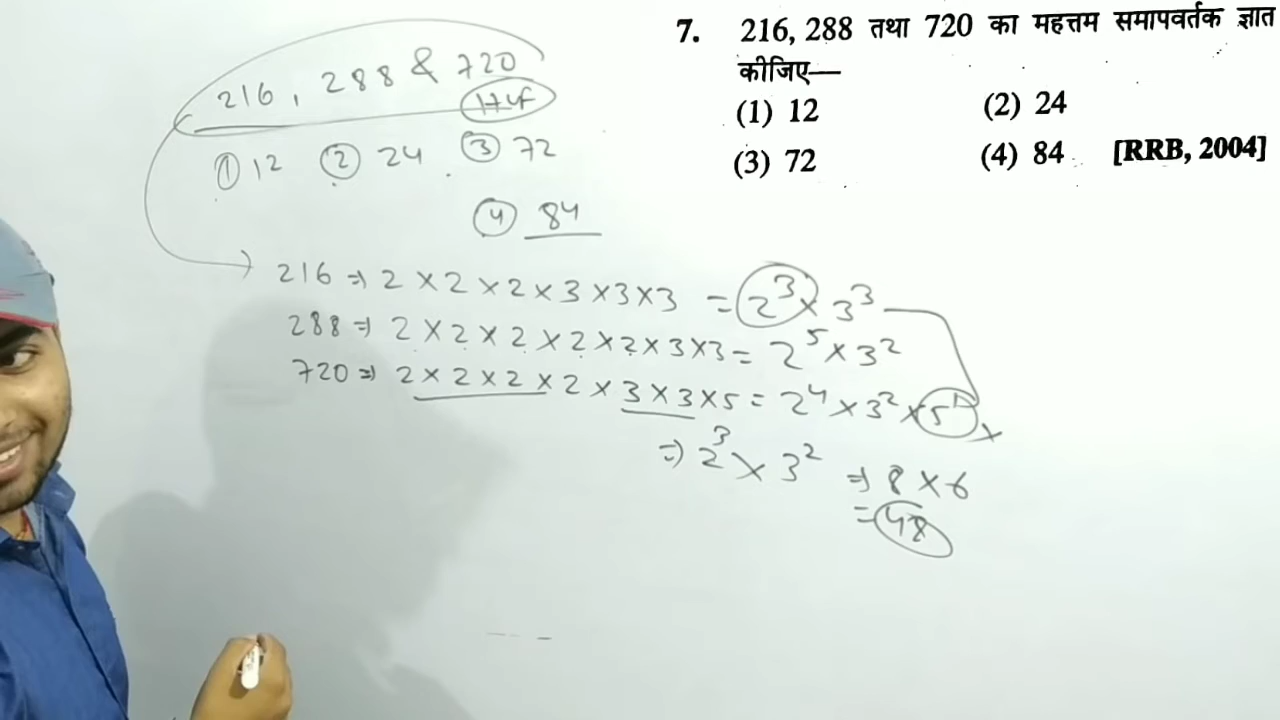 7. 216, 288 तथा 720 का महत्तम समापवर्तक ज्ञात
कीजिए—
(1) 12 (2) 24
(3) 72 (4) 84 [RRB, 2004]
216, 288 & 720
HCF
① 12 ② 24 ③ 72
④ 84
216 ⇒ 2 × 2 × 2 × 3 × 3 × 3 = 2³ × 3³
288 ⇒ 2 × 2 × 2 × 2 × 2 × 3 × 3 = 2⁵ × 3²
720 ⇒ 2 × 2 × 2 × 2 × 3 × 3 × 5 = 2⁴ × 3² × 5¹ ×
⇒ 2³ × 3² ⇒ 8 × 6
= 48